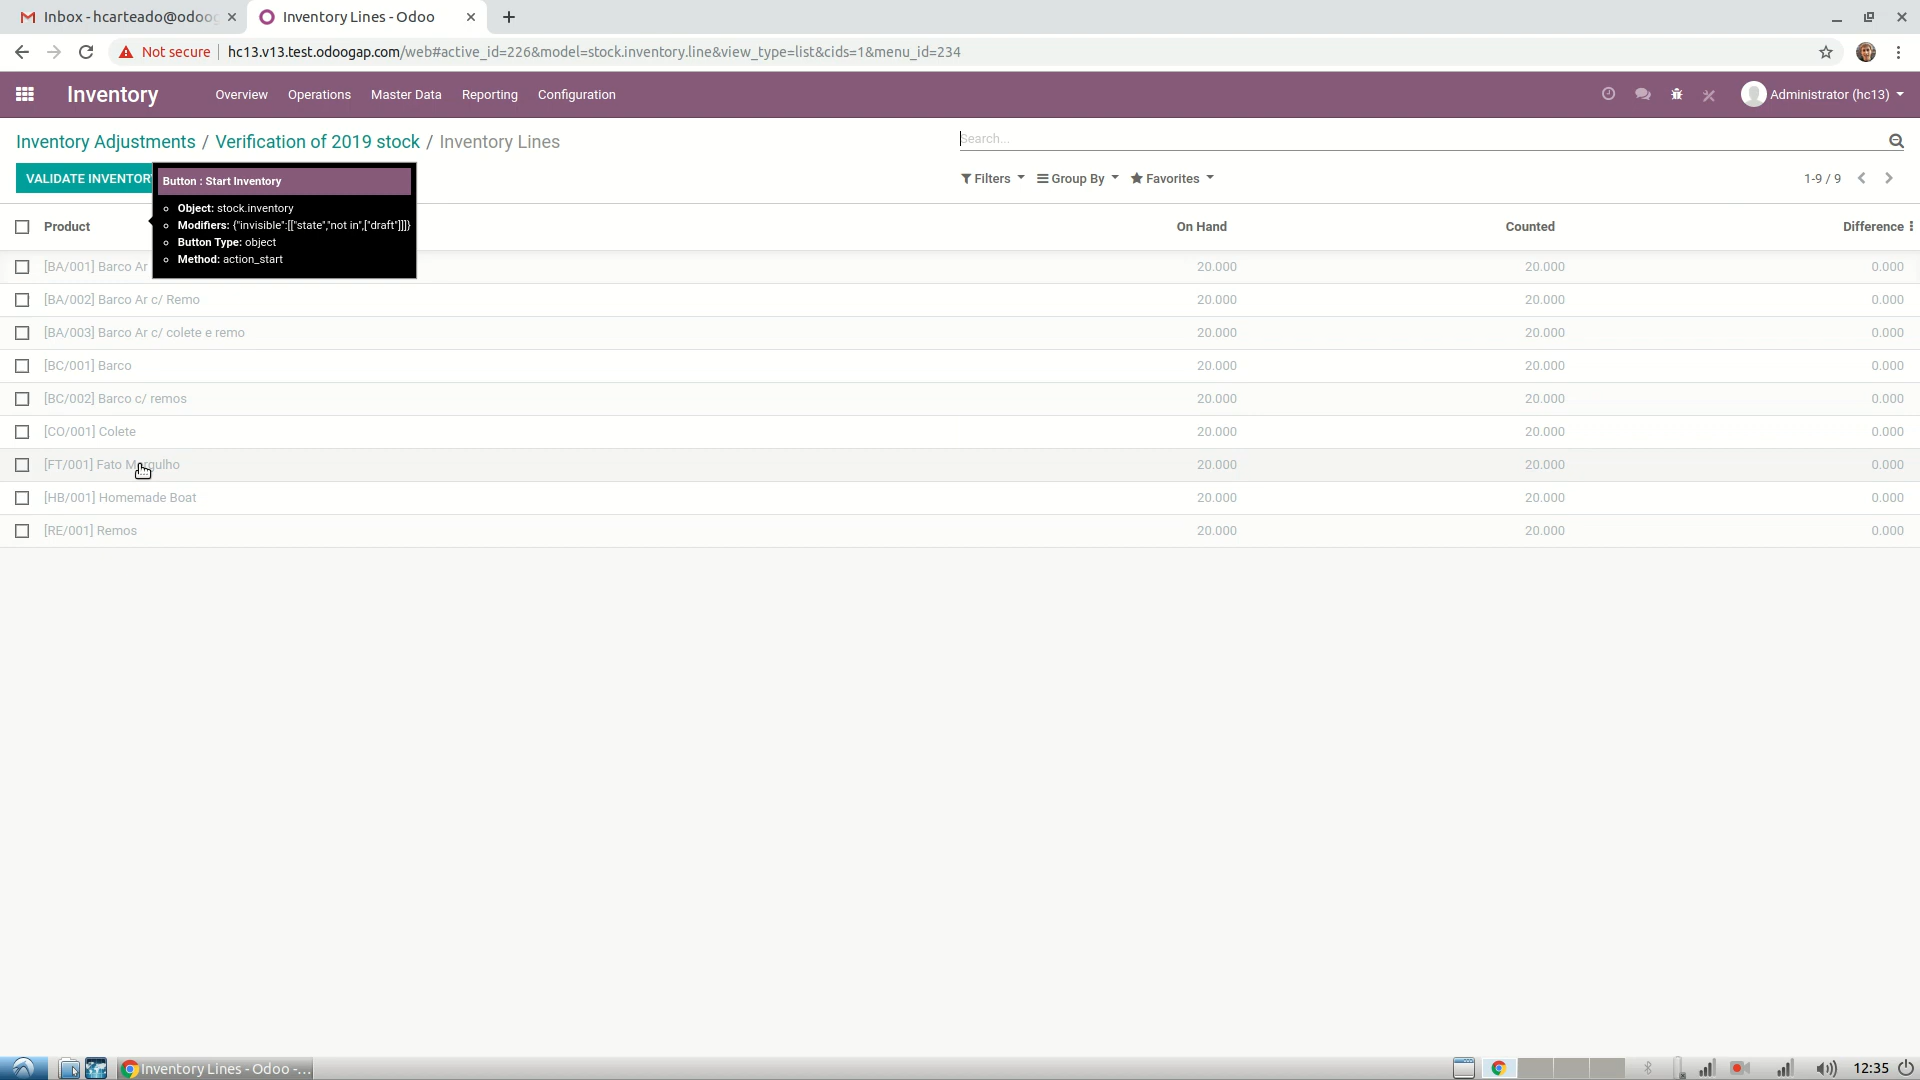 Inbox - hcarteado@odoog
Inventory Lines - Odoo
Not secure
hc13.v13.test.odoogap.com/web#active_id=226&model=stock.inventory.line&view_type=list&cids=1&menu_id=234
Inventory
Overview
Operations
Master Data
Reporting
Configuration
Administrator (hc13)
Inventory Adjustments / Verification of 2019 stock / Inventory Lines
Search...
VALIDATE INVENTOR
Filters
Group By
Favorites
1-9 / 9
Button : Start Inventory
Object: stock.inventory
Modifiers: {"invisible":[["state","not in",["draft"]]]}
Button Type: object
Method: action_start
Product On Hand Counted Difference
[BA/001] Barco Ar 20.000 20.000 0.000
[BA/002] Barco Ar c/ Remo 20.000 20.000 0.000
[BA/003] Barco Ar c/ colete e remo 20.000 20.000 0.000
[BC/001] Barco 20.000 20.000 0.000
[BC/002] Barco c/ remos 20.000 20.000 0.000
[CO/001] Colete 20.000 20.000 0.000
[FT/001] Fato Mergulho 20.000 20.000 0.000
[HB/001] Homemade Boat 20.000 20.000 0.000
[RE/001] Remos 20.000 20.000 0.000
Inventory Lines - Odoo -...
12:35